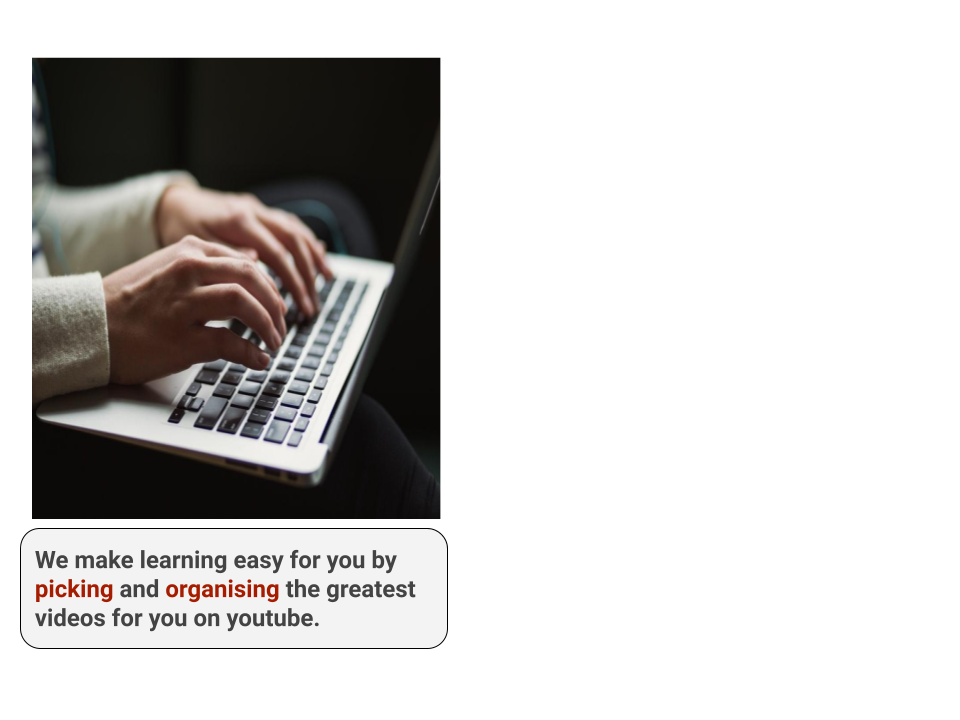 We make learning easy for you by
picking and organising the greatest
videos for you on youtube.